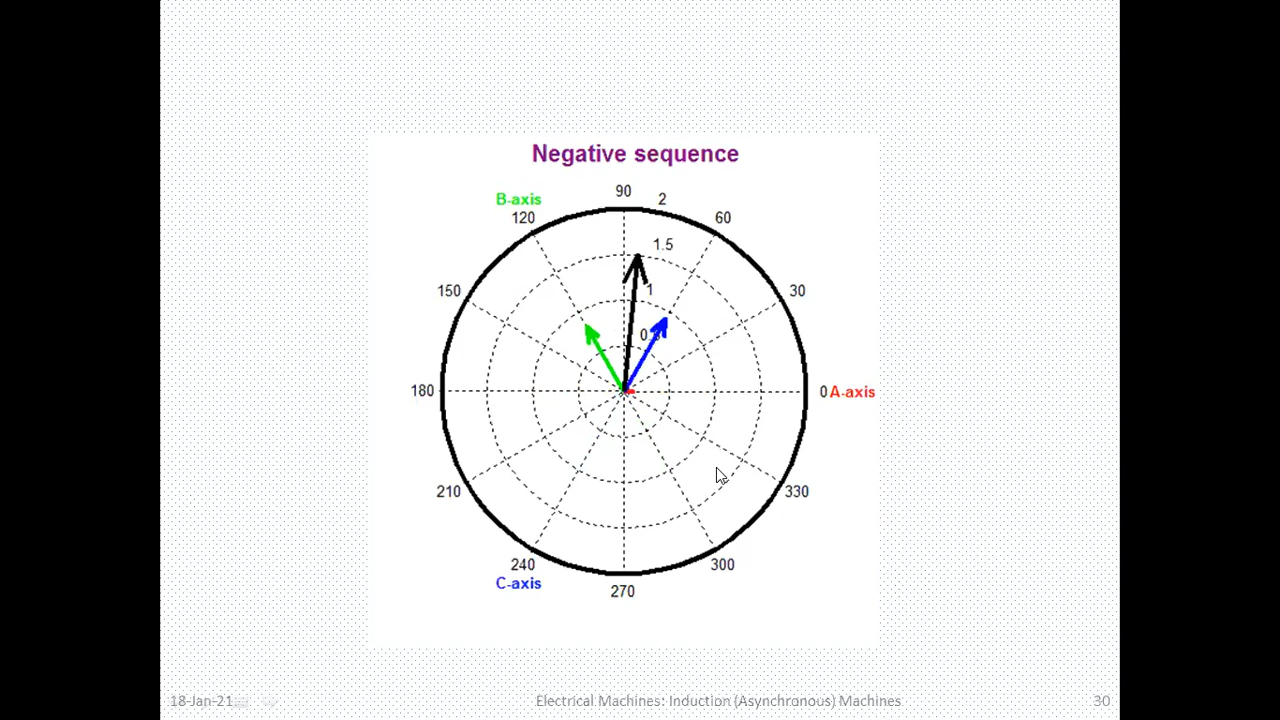 Negative sequence
90
2
B-axis
120
60
1.5
150
1
30
0.5
180
0 A-axis
210
330
240
300
C-axis
270
18-Jan-21
Electrical Machines: Induction (Asynchronous) Machines
30